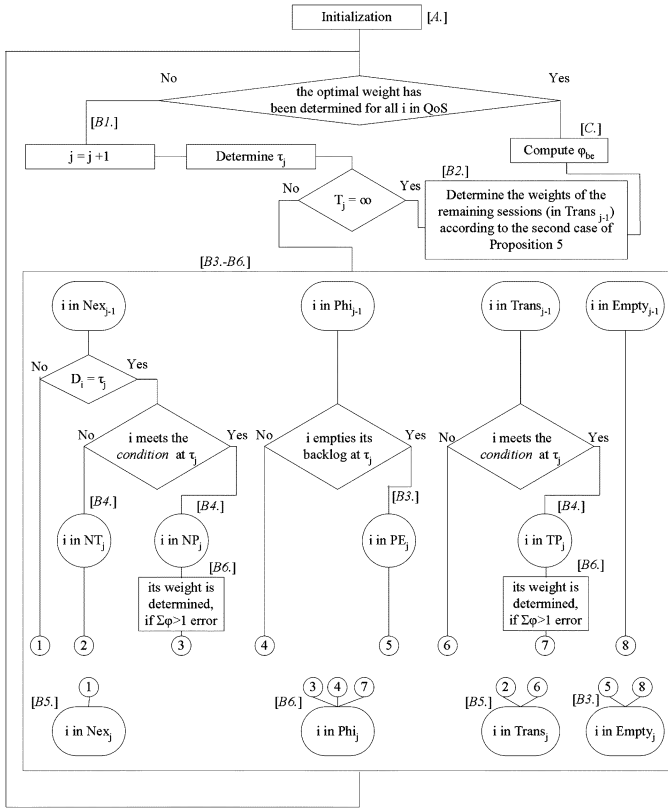 Initialization
[A.]
No
Yes
the optimal weight has
been determined for all i in QoS
[B1.]
[C.]
j = j +1
Determine τj
Compute φbe
[B2.]
No
Yes
Tj = ∞
Determine the weights of the
remaining sessions (in Trans j-1)
according to the second case of
Proposition 5
[B3.-B6.]
i in Nexj-1
i in Phij-1
i in Transj-1
i in Emptyj-1
No
Yes
Di = τj
No
i meets the
condition at τj
Yes
No
i empties its
backlog at τj
Yes
No
i meets the
condition at τj
Yes
[B4.]
[B4.]
[B3.]
[B4.]
i in NTj
i in NPj
i in PEj
i in TPj
[B6.]
[B6.]
its weight is
determined,
if Σφ>1 error
its weight is
determined,
if Σφ>1 error
1
2
3
4
5
6
7
8
1
3
4
7
2
6
5
8
[B5.]
[B6.]
[B5.]
[B3.]
i in Nexj
i in Phij
i in Transj
i in Emptyj